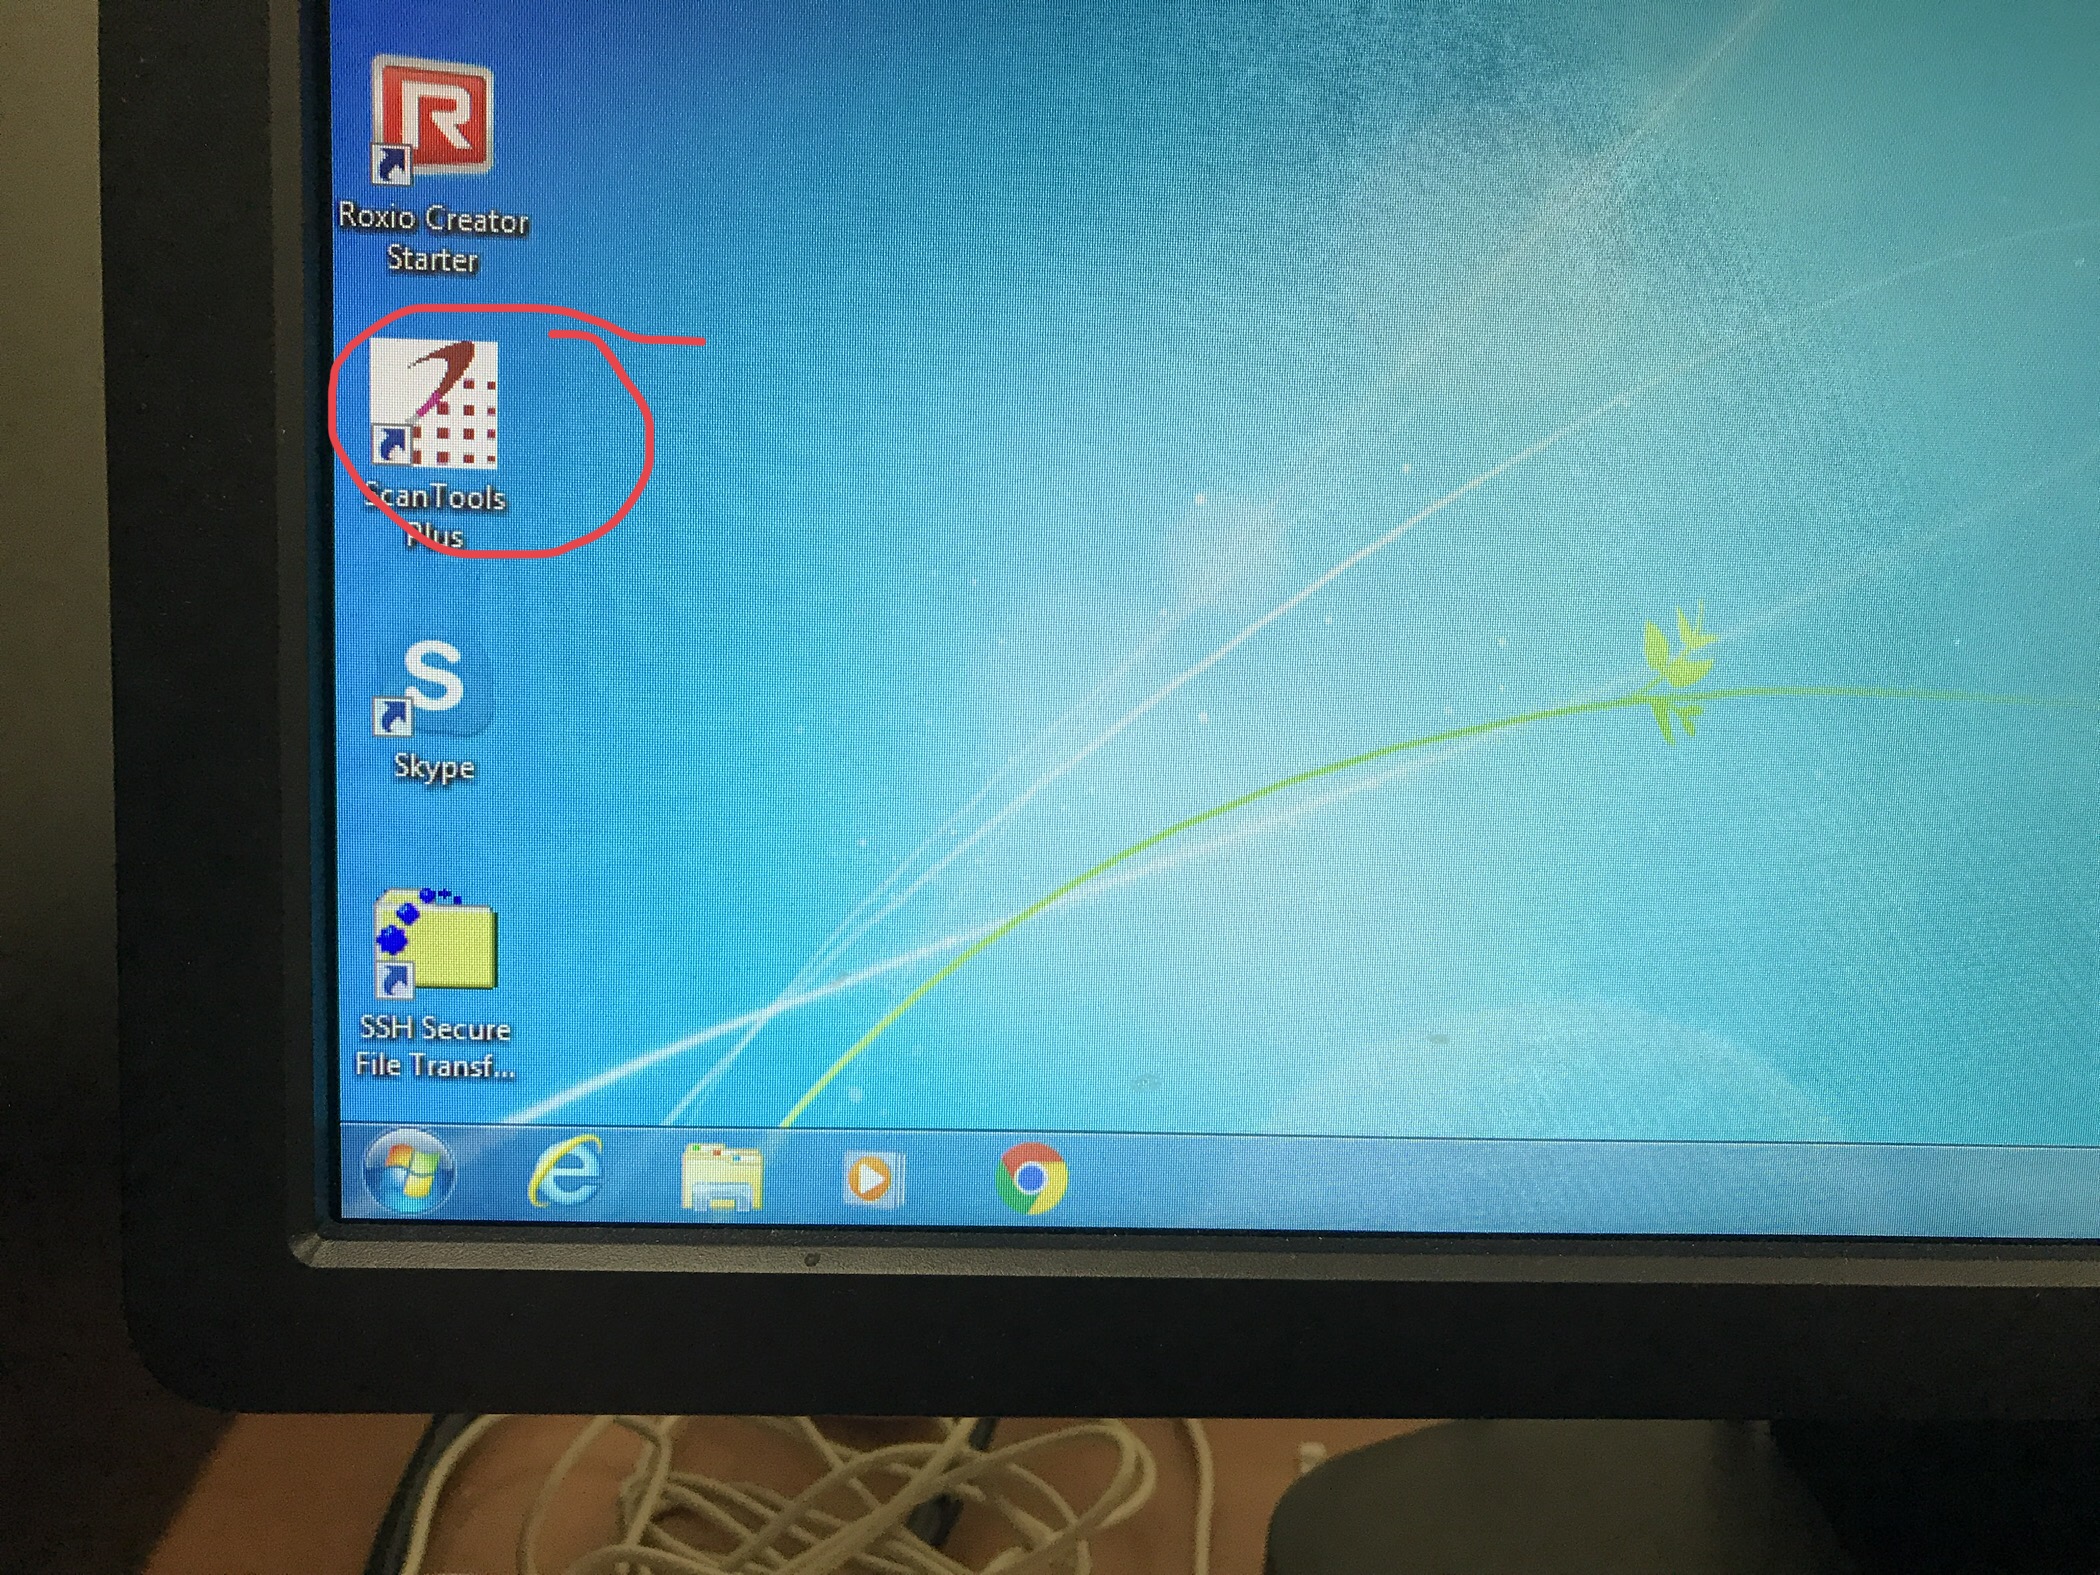 R
Roxio Creator
Starter
ScanTools
Plus
S
Skype
SSH Secure
File Transf...